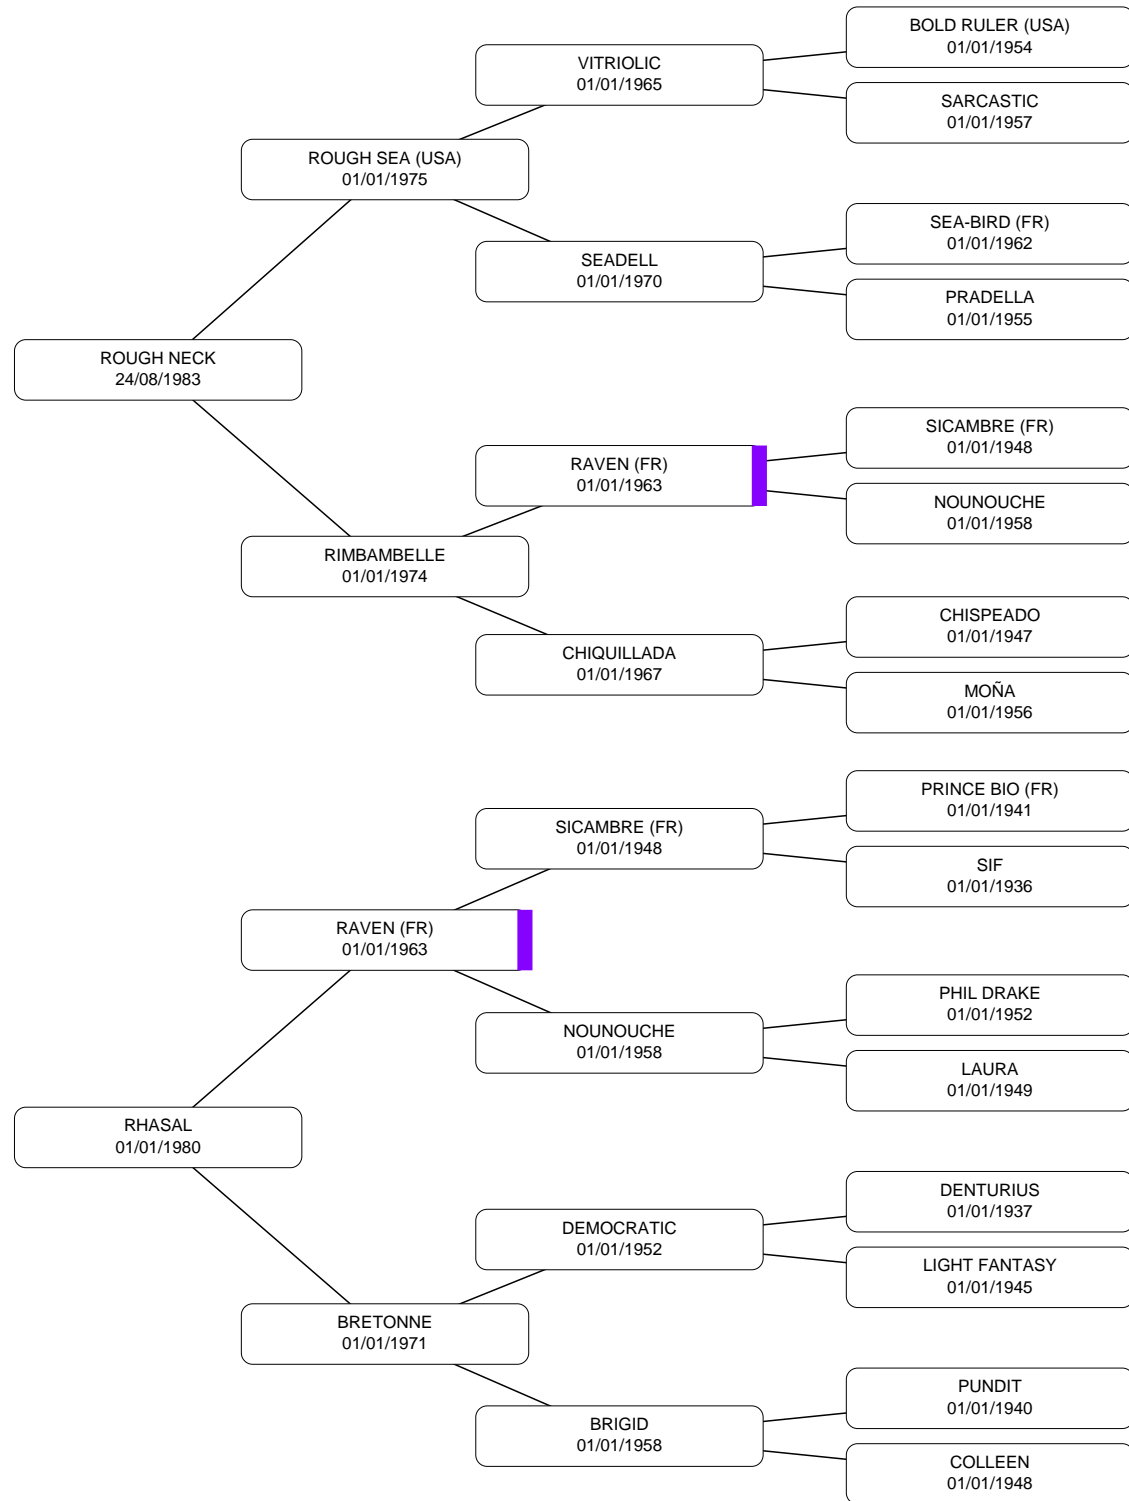 BOLD RULER (USA)
01/01/1954
VITRIOLIC
01/01/1965
SARCASTIC
01/01/1957
ROUGH SEA (USA)
01/01/1975
SEA-BIRD (FR)
01/01/1962
SEADELL
01/01/1970
PRADELLA
01/01/1955
ROUGH NECK
24/08/1983
SICAMBRE (FR)
01/01/1948
RAVEN (FR)
01/01/1963
NOUNOUCHE
01/01/1958
RIMBAMBELLE
01/01/1974
CHISPEADO
01/01/1947
CHIQUILLADA
01/01/1967
MOÑA
01/01/1956
PRINCE BIO (FR)
01/01/1941
SICAMBRE (FR)
01/01/1948
SIF
01/01/1936
RAVEN (FR)
01/01/1963
PHIL DRAKE
01/01/1952
NOUNOUCHE
01/01/1958
LAURA
01/01/1949
RHASAL
01/01/1980
DENTURIUS
01/01/1937
DEMOCRATIC
01/01/1952
LIGHT FANTASY
01/01/1945
BRETONNE
01/01/1971
PUNDIT
01/01/1940
BRIGID
01/01/1958
COLLEEN
01/01/1948